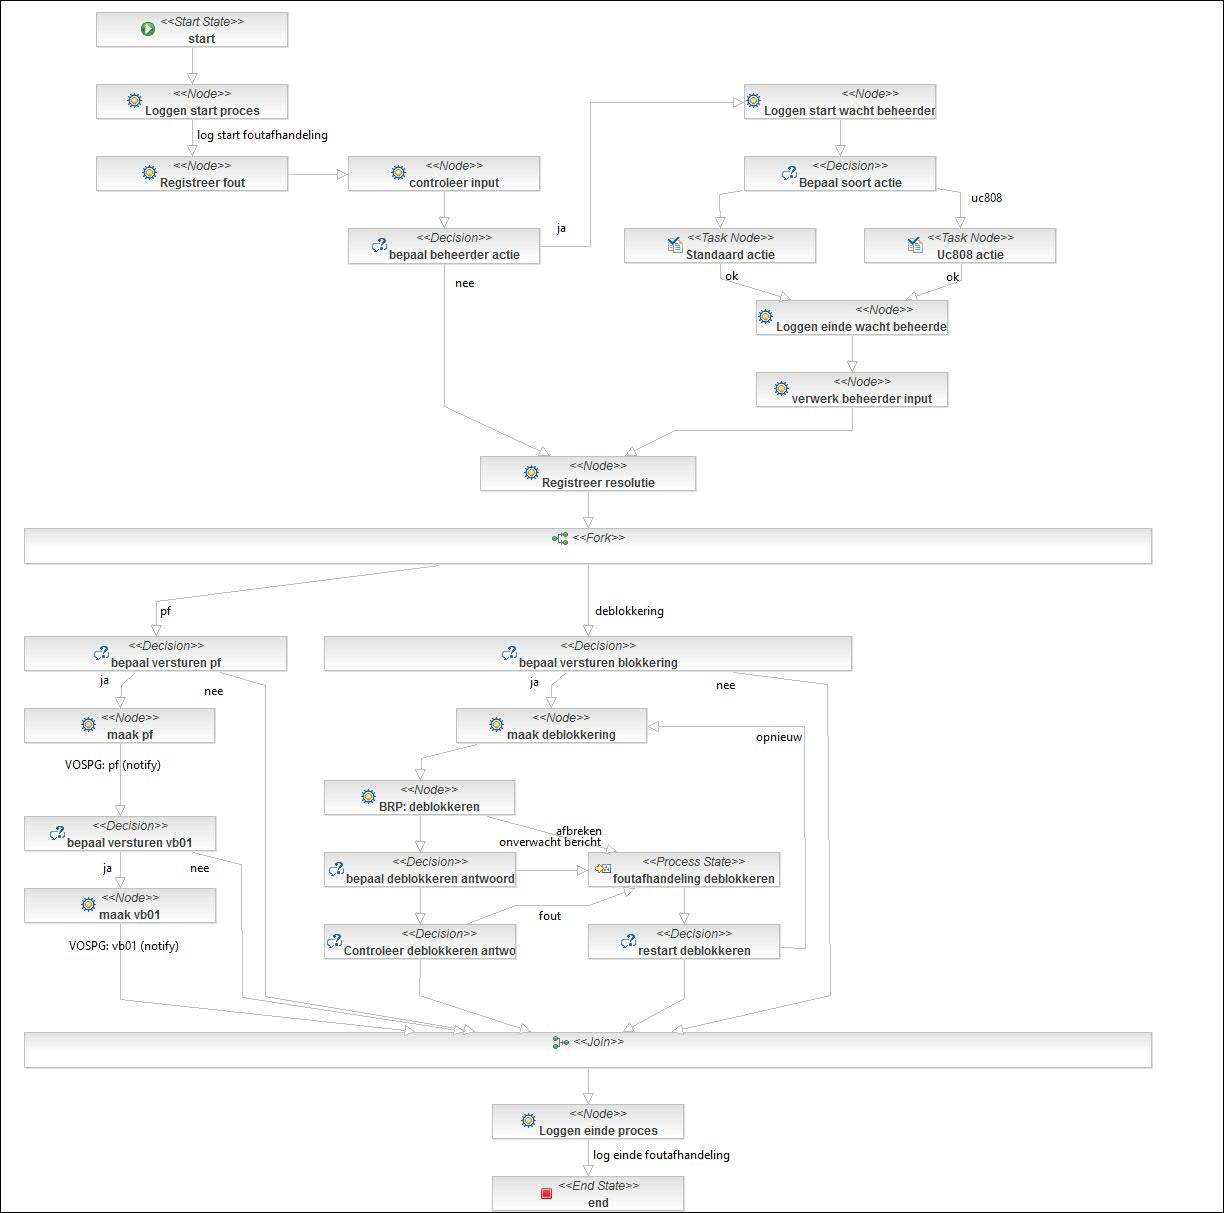 <<Start State>>
start
<<Node>>
Loggen start proces
log start foutafhandeling
<<Node>>
Registreer fout
<<Node>>
controleer input
<<Decision>>
bepaal beheerder actie
ja
nee
<<Node>>
Loggen start wacht beheerder
<<Decision>>
Bepaal soort actie
uc808
<<Task Node>>
Standaard actie
<<Task Node>>
Uc808 actie
ok
ok
<<Node>>
Loggen einde wacht beheerde
<<Node>>
verwerk beheerder input
<<Node>>
Registreer resolutie
<<Fork>>
pf
deblokkering
<<Decision>>
bepaal versturen pf
ja
nee
<<Node>>
maak pf
VOSPG: pf (notify)
<<Decision>>
bepaal versturen vb01
ja
nee
<<Node>>
maak vb01
VOSPG: vb01 (notify)
<<Decision>>
bepaal versturen blokkering
ja
nee
<<Node>>
maak deblokkering
opnieuw
<<Node>>
BRP: deblokkeren
afbreken
onverwacht bericht
<<Decision>>
bepaal deblokkeren antwoord
<<Process State>>
foutafhandeling deblokkeren
fout
<<Decision>>
Controleer deblokkeren antwo
<<Decision>>
restart deblokkeren
<<Join>>
<<Node>>
Loggen einde proces
log einde foutafhandeling
<<End State>>
end